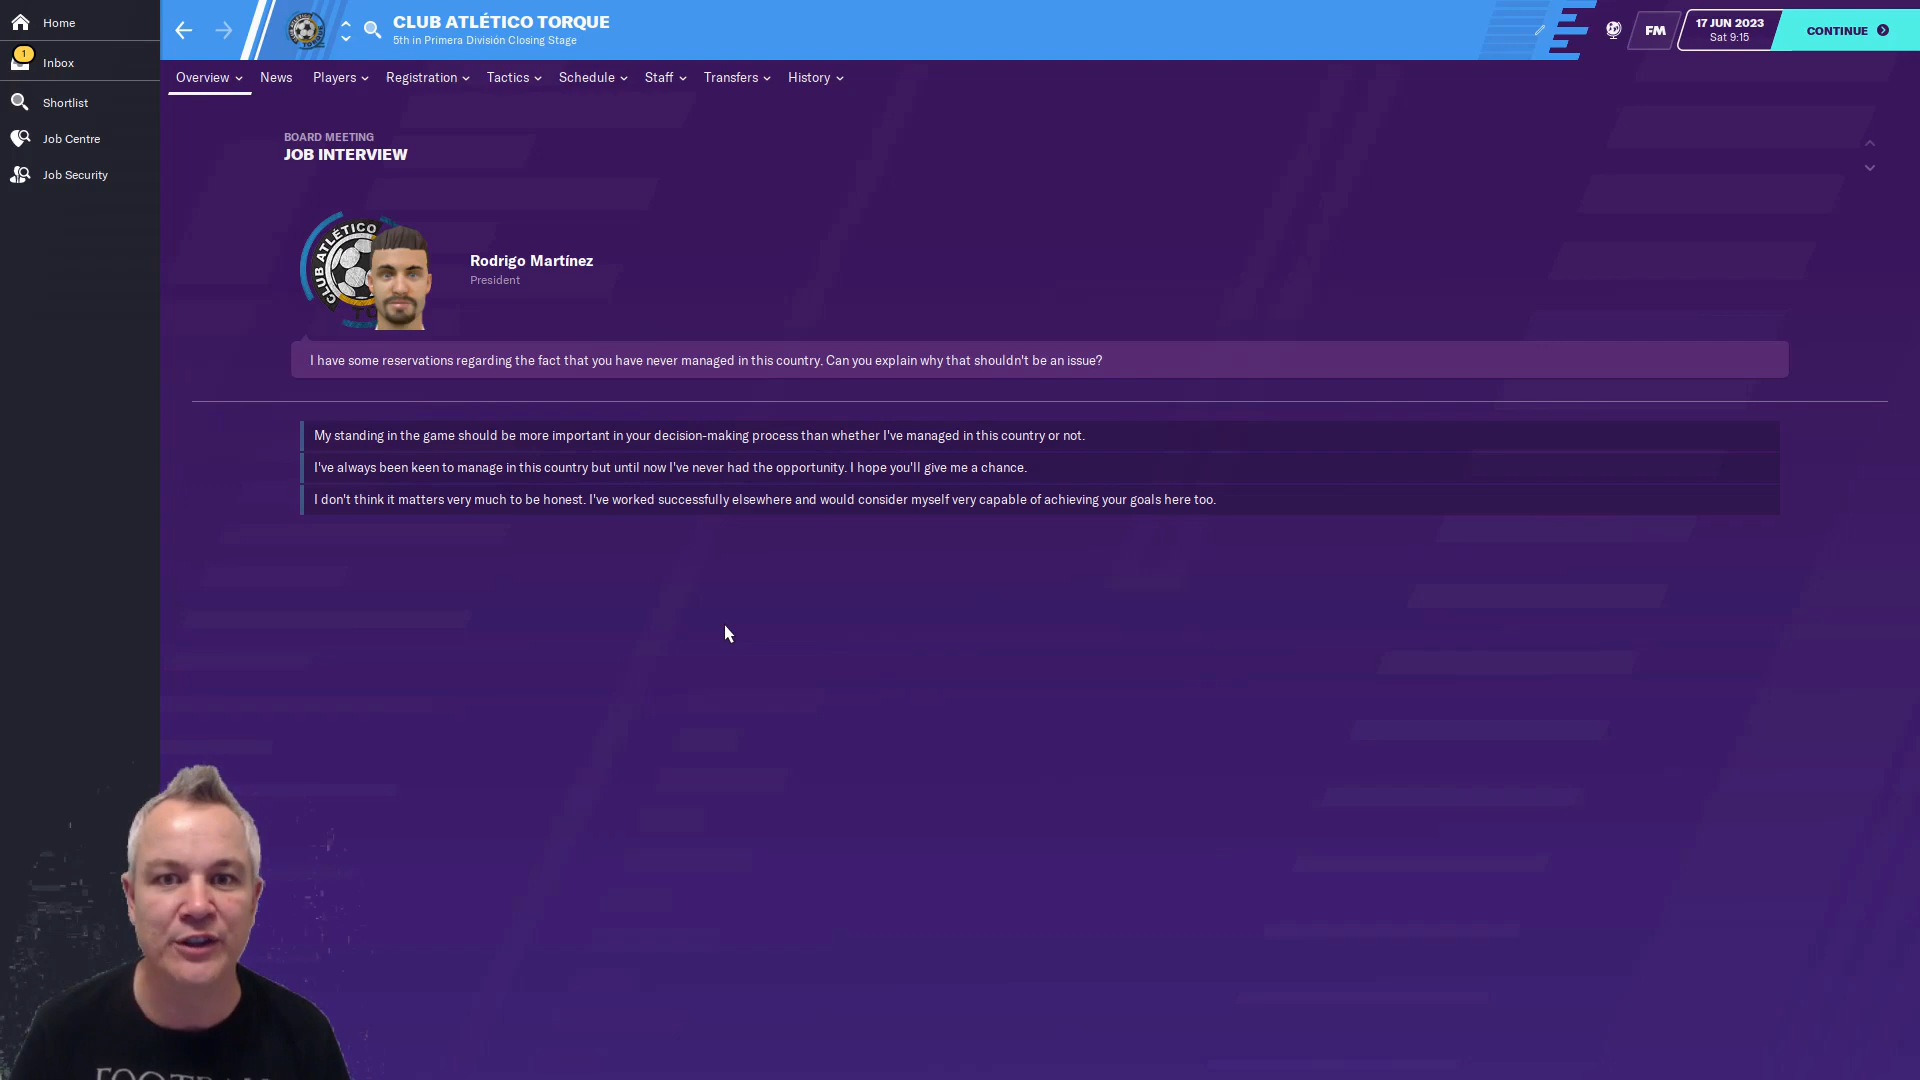 Home
CLUB ATLÉTICO TORQUE
5th in Primera División Closing Stage
FM
17 JUN 2023
Sat 9:15
CONTINUE
1
Inbox
Overview
News
Players
Registration
Tactics
Schedule
Staff
Transfers
History
Shortlist
Job Centre
Job Security
BOARD MEETING
JOB INTERVIEW
CLUB ATLÉTICO
Rodrigo Martínez
President
I have some reservations regarding the fact that you have never managed in this country. Can you explain why that shouldn't be an issue?
My standing in the game should be more important in your decision-making process than whether I've managed in this country or not.
I've always been keen to manage in this country but until now I've never had the opportunity. I hope you'll give me a chance.
I don't think it matters very much to be honest. I've worked successfully elsewhere and would consider myself very capable of achieving your goals here too.